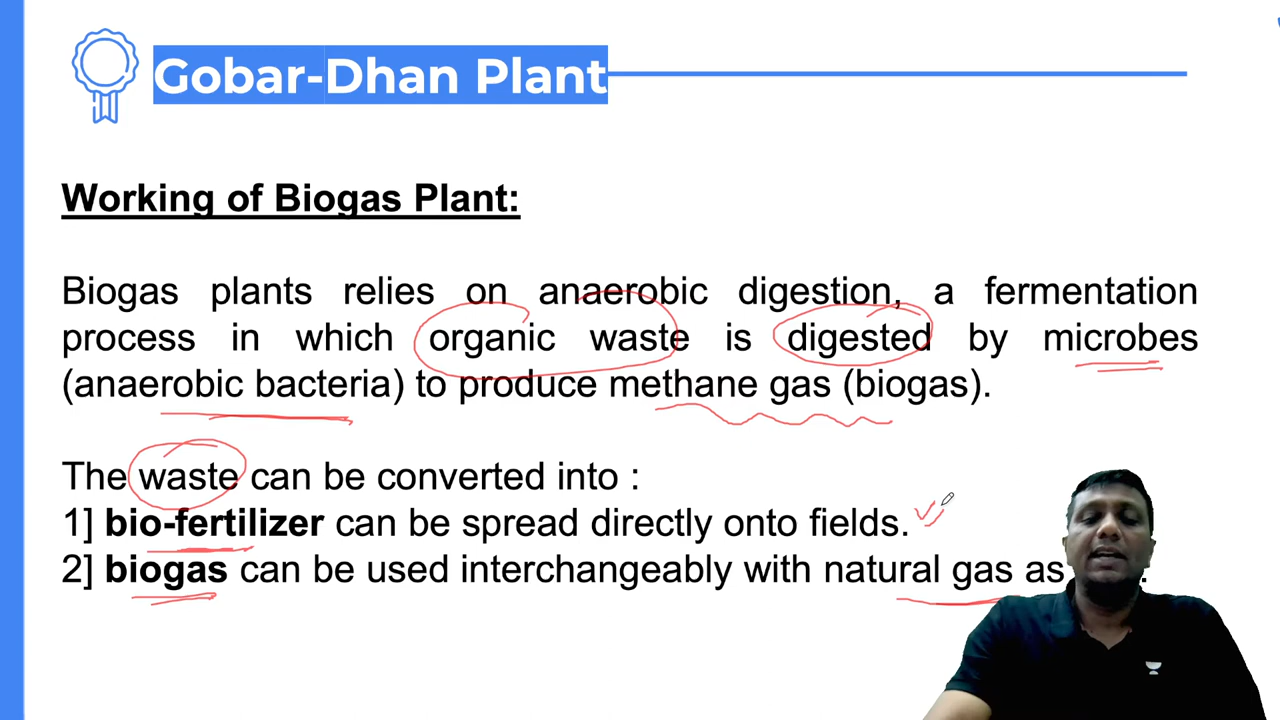 Gobar-Dhan Plant
Working of Biogas Plant:
Biogas plants relies on anaerobic digestion, a fermentation
process in which organic waste is digested by microbes
(anaerobic bacteria) to produce methane gas (biogas).
The waste can be converted into :
1] bio-fertilizer can be spread directly onto fields.
2] biogas can be used interchangeably with natural gas as